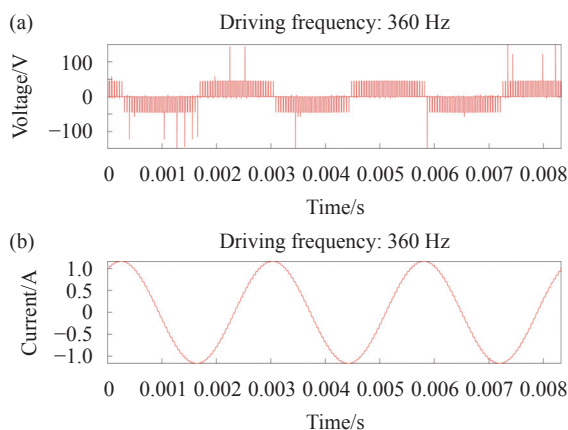 (a) Driving frequency: 360 Hz
Voltage/V
100
0
−100
0 0.001 0.002 0.003 0.004 0.005 0.006 0.007 0.008
Time/s
(b) Driving frequency: 360 Hz
Current/A
1.0
0.5
0
−0.5
−1.0
0 0.001 0.002 0.003 0.004 0.005 0.006 0.007 0.008
Time/s